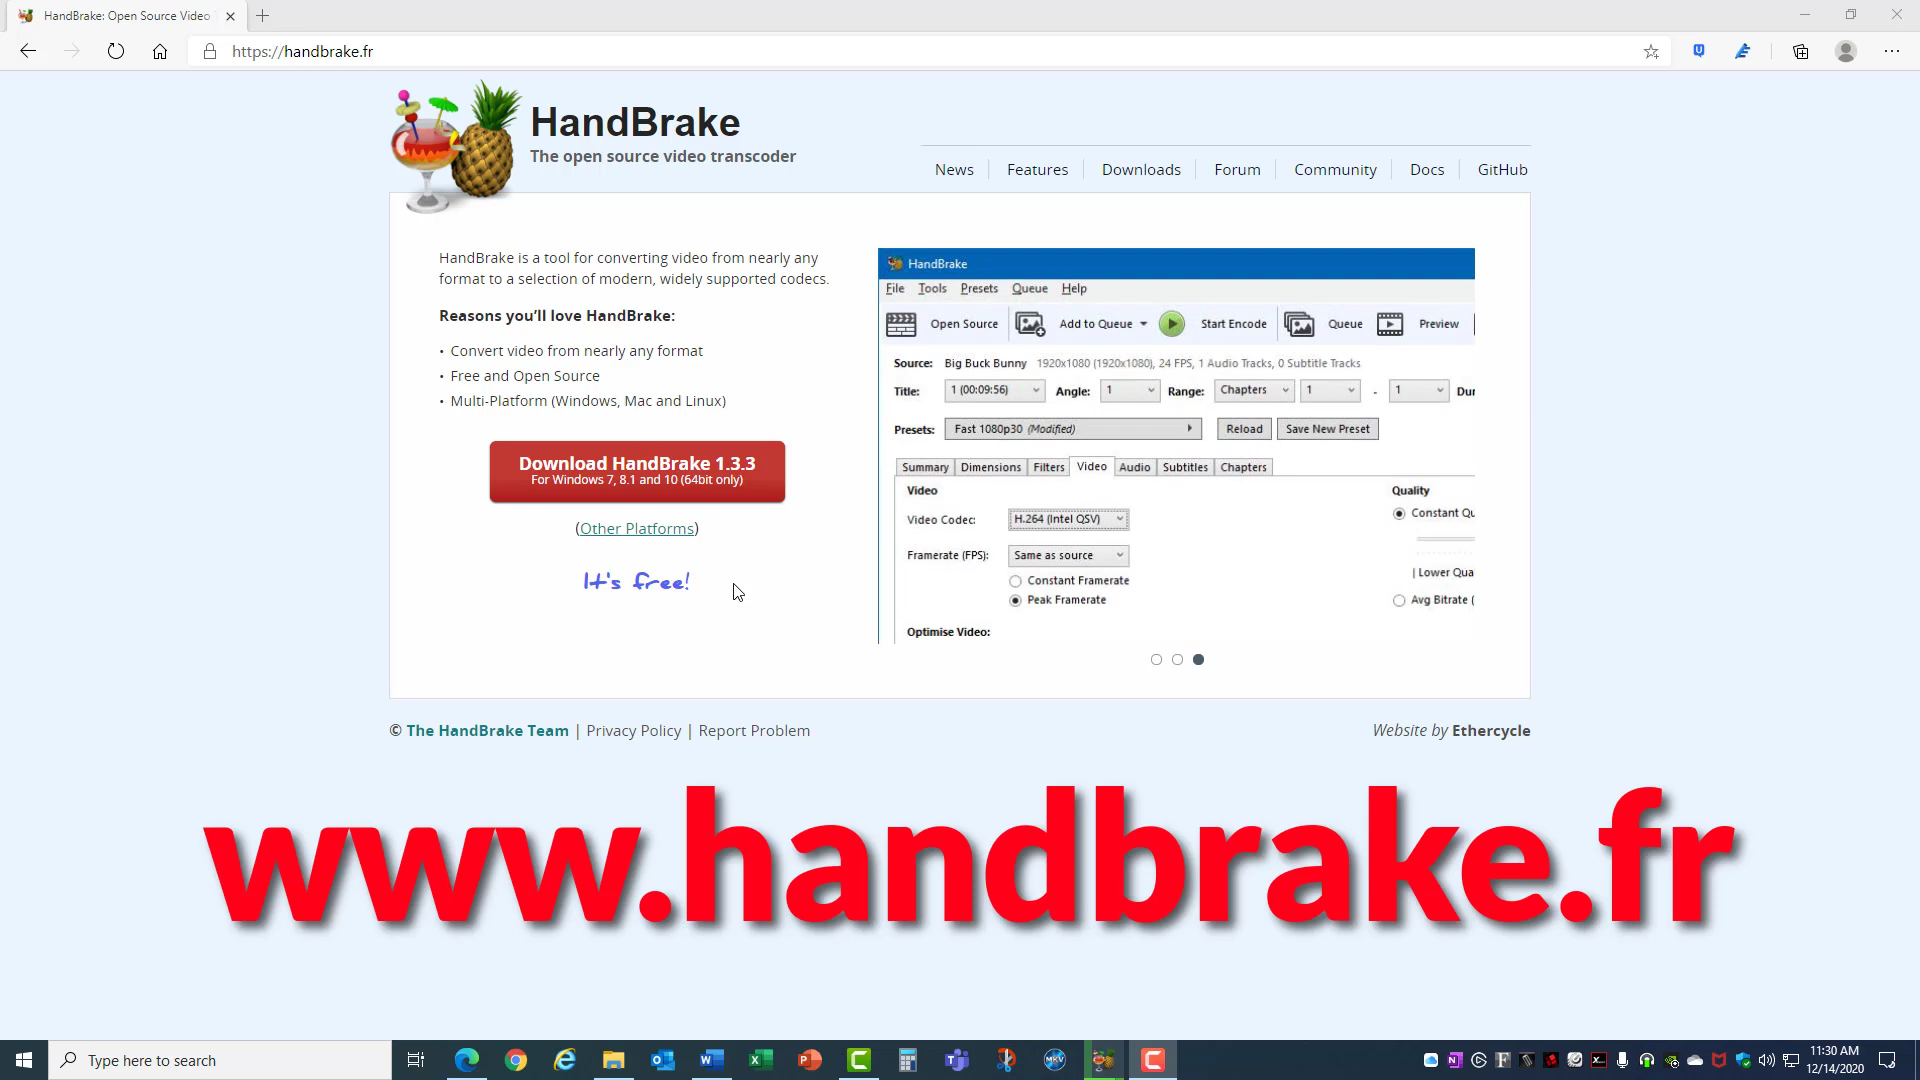 HandBrake: Open Source Video
https://handbrake.fr
HandBrake
The open source video transcoder
News
Features
Downloads
Forum
Community
Docs
GitHub
HandBrake is a tool for converting video from nearly any
format to a selection of modern, widely supported codecs.
Reasons you'll love HandBrake:
• Convert video from nearly any format
• Free and Open Source
• Multi-Platform (Windows, Mac and Linux)
Download HandBrake 1.3.3
For Windows 7, 8.1 and 10 (64bit only)
(Other Platforms)
It's free!
HandBrake
File Tools Presets Queue Help
Open Source Add to Queue Start Encode Queue Preview
Source: Big Buck Bunny 1920x1080 (1920x1080), 24 FPS, 1 Audio Tracks, 0 Subtitle Tracks
Title: 1 (00:09:56) Angle: 1 Range: Chapters 1 - 1 Dur
Presets: Fast 1080p30 (Modified) Reload Save New Preset
Summary Dimensions Filters Video Audio Subtitles Chapters
Video Quality
Video Codec: H.264 (Intel QSV) Constant Qu
Framerate (FPS): Same as source
| Lower Qua
Constant Framerate
Peak Framerate Avg Bitrate (
Optimise Video:
© The HandBrake Team | Privacy Policy | Report Problem
Website by Ethercycle
www.handbrake.fr
Type here to search
MKV
11:30 AM
12/14/2020